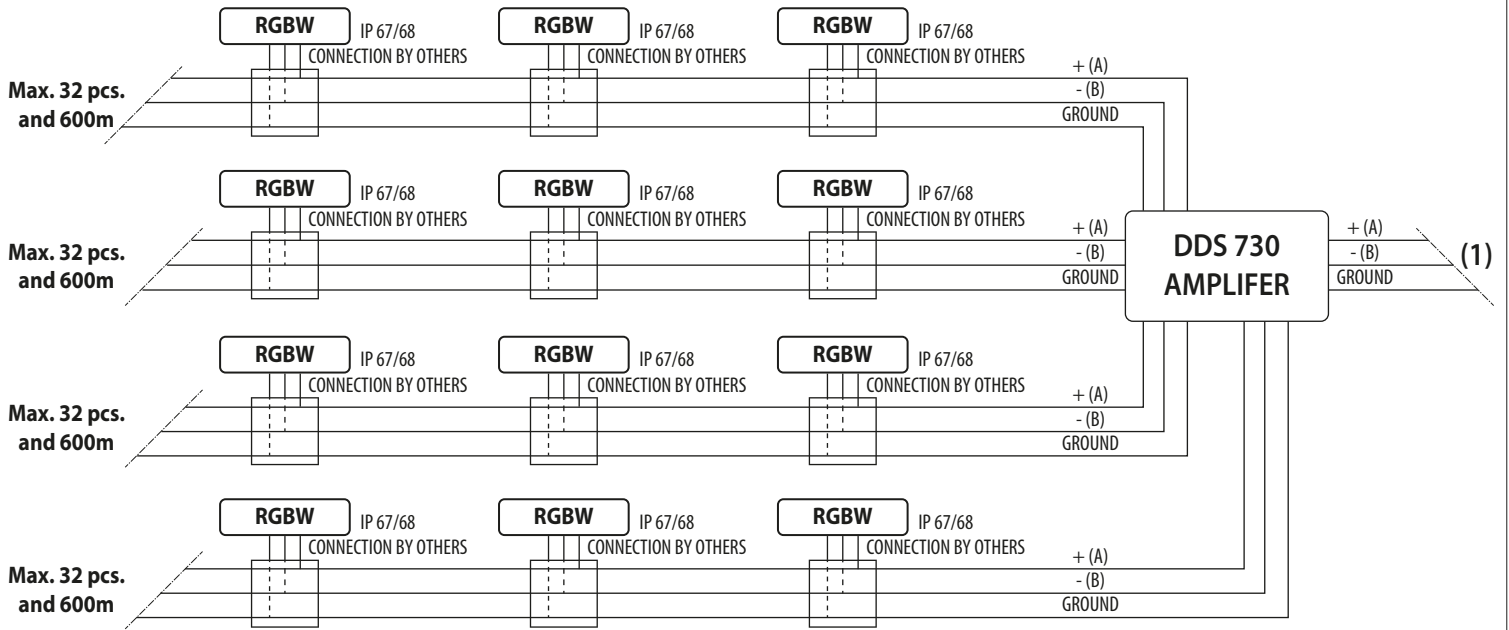 RGBW IP 67/68 RGBW IP 67/68 RGBW IP 67/68
CONNECTION BY OTHERS CONNECTION BY OTHERS CONNECTION BY OTHERS
+ (A)
Max. 32 pcs.
and 600m
- (B)
GROUND
RGBW IP 67/68 RGBW IP 67/68 RGBW IP 67/68
CONNECTION BY OTHERS CONNECTION BY OTHERS CONNECTION BY OTHERS
+ (A)
Max. 32 pcs.
and 600m
- (B)
GROUND
DDS 730
AMPLIFER
+ (A)
- (B)
GROUND
(1)
RGBW IP 67/68 RGBW IP 67/68 RGBW IP 67/68
CONNECTION BY OTHERS CONNECTION BY OTHERS CONNECTION BY OTHERS
+ (A)
Max. 32 pcs.
and 600m
- (B)
GROUND
RGBW IP 67/68 RGBW IP 67/68 RGBW IP 67/68
CONNECTION BY OTHERS CONNECTION BY OTHERS CONNECTION BY OTHERS
+ (A)
Max. 32 pcs.
and 600m
- (B)
GROUND